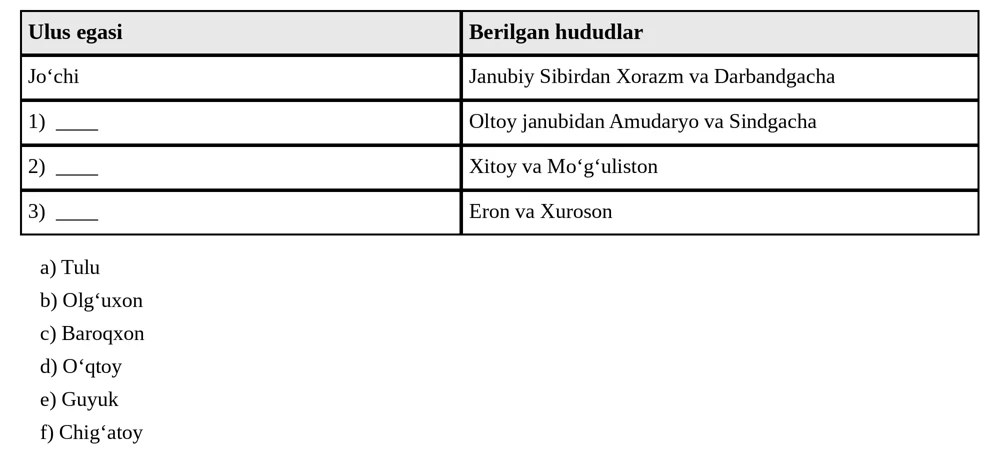 Ulus egasi Berilgan hududlar
Jo‘chi Janubiy Sibirdan Xorazm va Darbandgacha
1) ____ Oltoy janubidan Amudaryo va Sindgacha
2) ____ Xitoy va Mo‘g‘uliston
3) ____ Eron va Xuroson
a) Tulu
b) Olg‘uxon
c) Baroqxon
d) O‘qtoy
e) Guyuk
f) Chig‘atoy